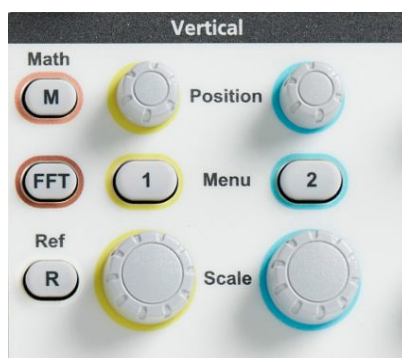 Vertical
Math
M
Position
FFT
1
Menu
2
Ref
R
Scale